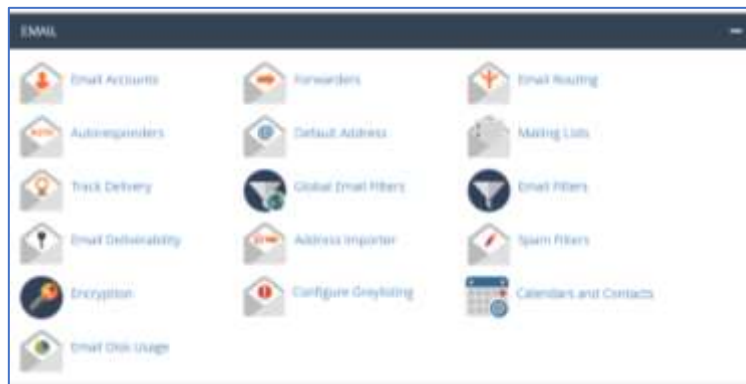 EMAIL
Email Accounts Forwarders Email Routing
Autoresponders Default Address Mailing Lists
Track Delivery Global Email Filters Email Filters
Email Deliverability Address Importer Spam Filters
Encryption Configure Greylisting Calendars and Contacts
Email Disk Usage